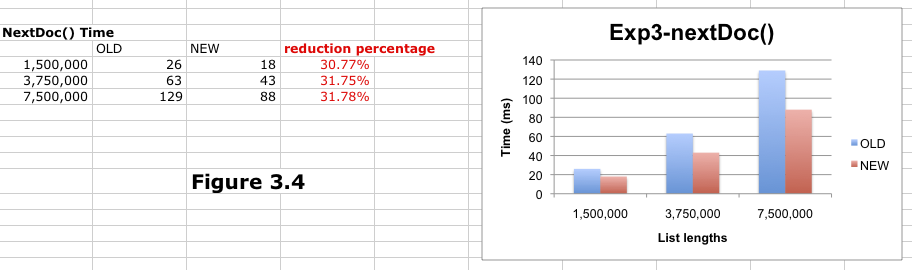 NextDoc() Time
OLD NEW reduction percentage
1,500,000 26 18 30.77%
3,750,000 63 43 31.75%
7,500,000 129 88 31.78%
Figure 3.4
Exp3-nextDoc()
Time (ms)
140
120
100
80
60
40
20
0
1,500,000 3,750,000 7,500,000
List lengths
OLD
NEW